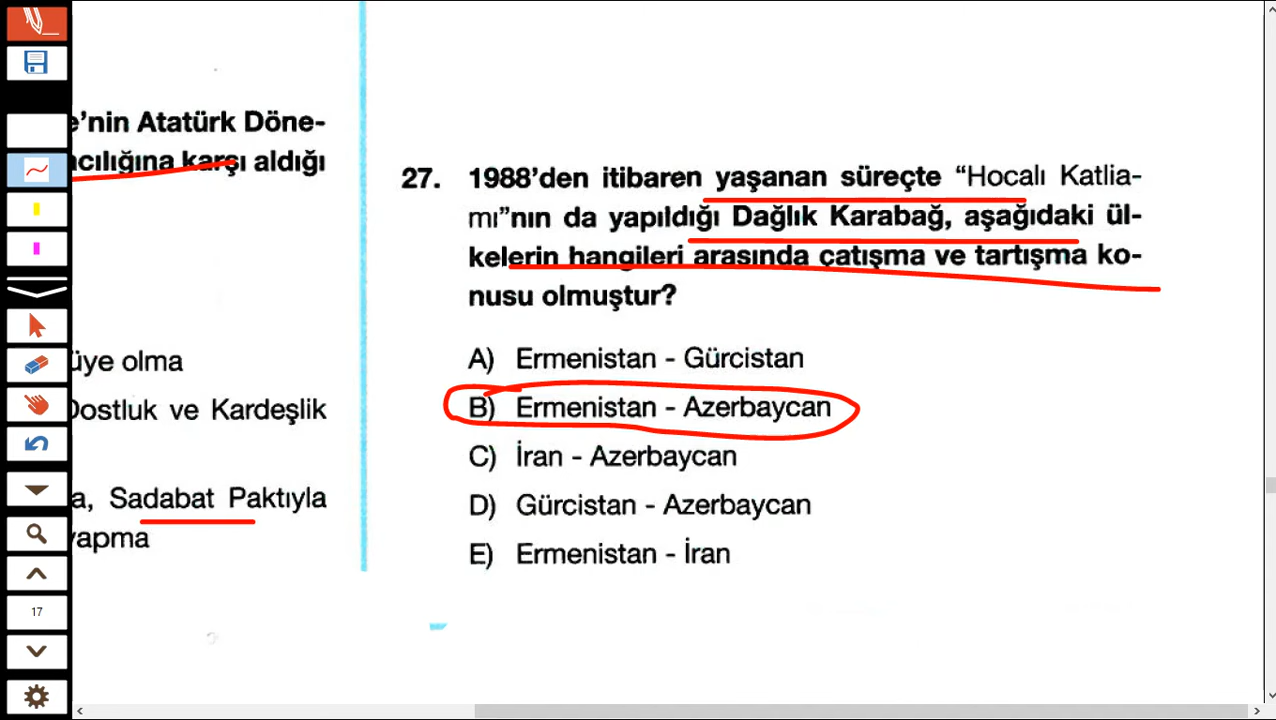 e'nin Atatürk Döne-
ncılığına karşı aldığı
üye olma
Dostluk ve Kardeşlik
a, Sadabat Paktıyla
yapma
27. 1988'den itibaren yaşanan süreçte “Hocalı Katlia-
mı”nın da yapıldığı Dağlık Karabağ, aşağıdaki ül-
kelerin hangileri arasında çatışma ve tartışma ko-
nusu olmuştur?
A) Ermenistan - Gürcistan
B) Ermenistan - Azerbaycan
C) İran - Azerbaycan
D) Gürcistan - Azerbaycan
E) Ermenistan - İran
17